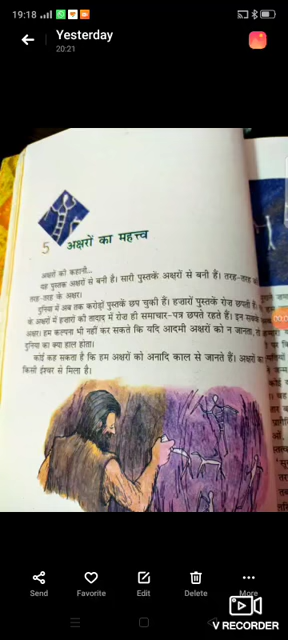 19:18
Yesterday
20:21
5 अक्षरों का महत्त्व
अक्षरों की कहानी...
यह पुस्तक अक्षरों से बनी है। सारी पुस्तकें अक्षरों से बनी हैं। तरह-तरह की
तरह-तरह के अक्षर।
दुनिया में अब तक करोड़ों पुस्तकें छप चुकी हैं। हज़ारों पुस्तकें रोज़ छपती हैं।
के अक्षरों में हज़ारों की तादाद में रोज़ ही समाचार-पत्र छपते रहते हैं। इन सबके
अक्षर। हम कल्पना भी नहीं कर सकते कि यदि आदमी अक्षरों को न जानता, तो
दुनिया का क्या हाल होता।
कोई कह सकता है कि हम अक्षरों को अनादि काल से जानते हैं। अक्षरों का
किसी ईश्वर से मिला है।
Send
Favorite
Edit
Delete
More
V RECORDER